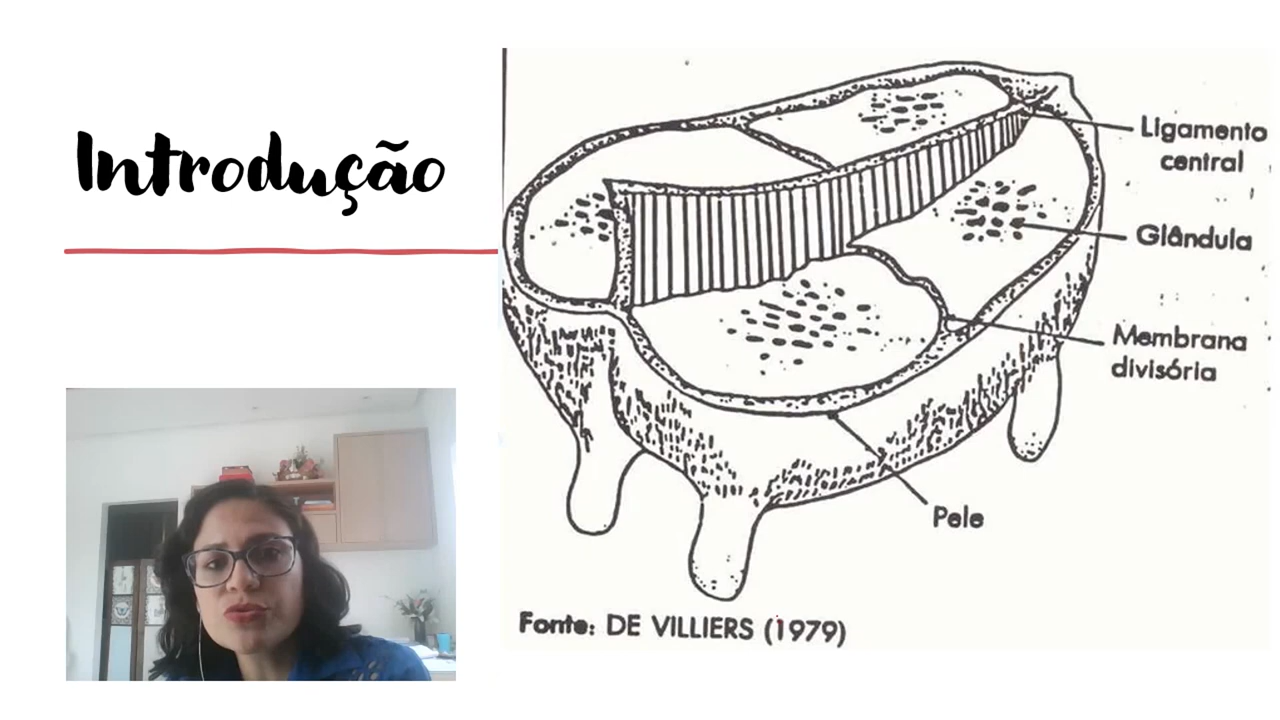 Introdução
Ligamento
central
Glândula
Membrana
divisória
Pele
Fonte: DE VILLIERS (1979)